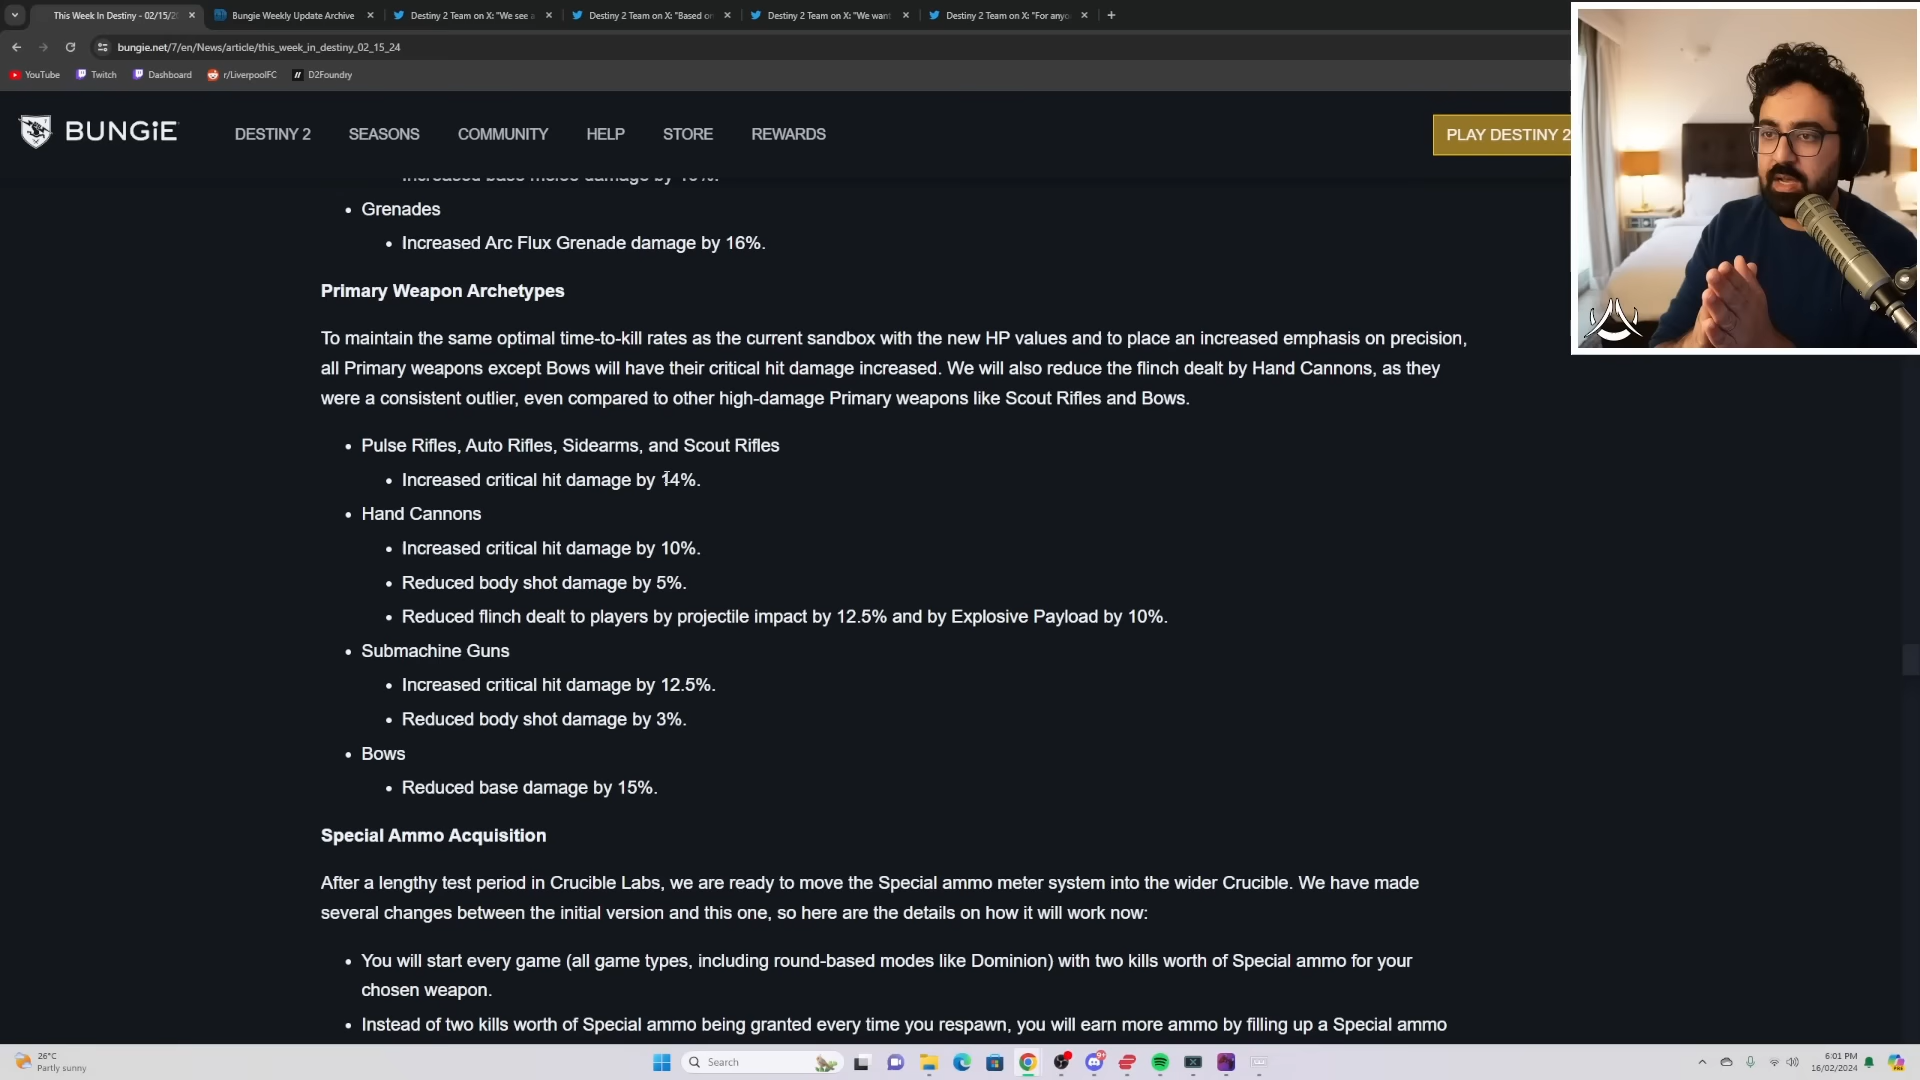 This Week In Destiny - 02/15/2
Bungie Weekly Update Archive
Destiny 2 Team on X: "We see a
Destiny 2 Team on X: "Based on
Destiny 2 Team on X: "We want
Destiny 2 Team on X: "For anyo
bungie.net/7/en/News/article/this_week_in_destiny_02_15_24
YouTube
Twitch
Dashboard
r/LiverpoolFC
D2Foundry
BUNGiE
DESTINY 2
SEASONS
COMMUNITY
HELP
STORE
REWARDS
PLAY DESTINY 2
• Grenades
• Increased Arc Flux Grenade damage by 16%.
Primary Weapon Archetypes
To maintain the same optimal time-to-kill rates as the current sandbox with the new HP values and to place an increased emphasis on precision,
all Primary weapons except Bows will have their critical hit damage increased. We will also reduce the flinch dealt by Hand Cannons, as they
were a consistent outlier, even compared to other high-damage Primary weapons like Scout Rifles and Bows.
• Pulse Rifles, Auto Rifles, Sidearms, and Scout Rifles
• Increased critical hit damage by 14%.
• Hand Cannons
• Increased critical hit damage by 10%.
• Reduced body shot damage by 5%.
• Reduced flinch dealt to players by projectile impact by 12.5% and by Explosive Payload by 10%.
• Submachine Guns
• Increased critical hit damage by 12.5%.
• Reduced body shot damage by 3%.
• Bows
• Reduced base damage by 15%.
Special Ammo Acquisition
After a lengthy test period in Crucible Labs, we are ready to move the Special ammo meter system into the wider Crucible. We have made
several changes between the initial version and this one, so here are the details on how it will work now:
• You will start every game (all game types, including round-based modes like Dominion) with two kills worth of Special ammo for your
chosen weapon.
• Instead of two kills worth of Special ammo being granted every time you respawn, you will earn more ammo by filling up a Special ammo
26°C
Partly sunny
Search
6:01 PM
16/02/2024